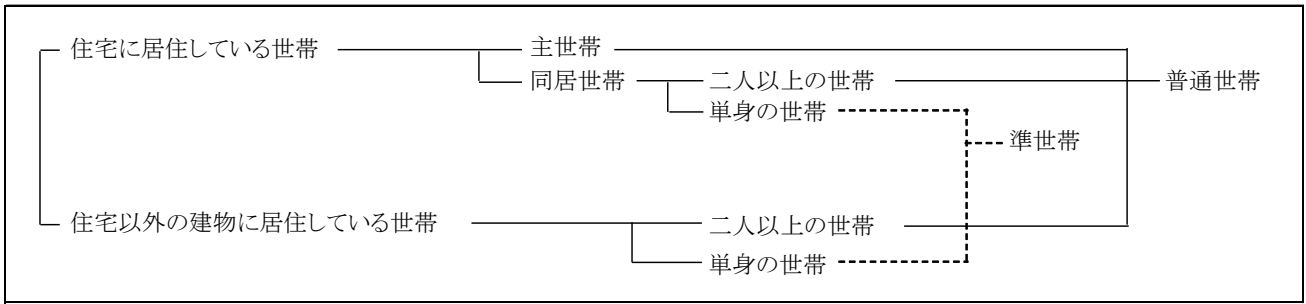 住宅に居住している世帯 主世帯
同居世帯 二人以上の世帯 普通世帯
単身の世帯
準世帯
住宅以外の建物に居住している世帯 二人以上の世帯
単身の世帯